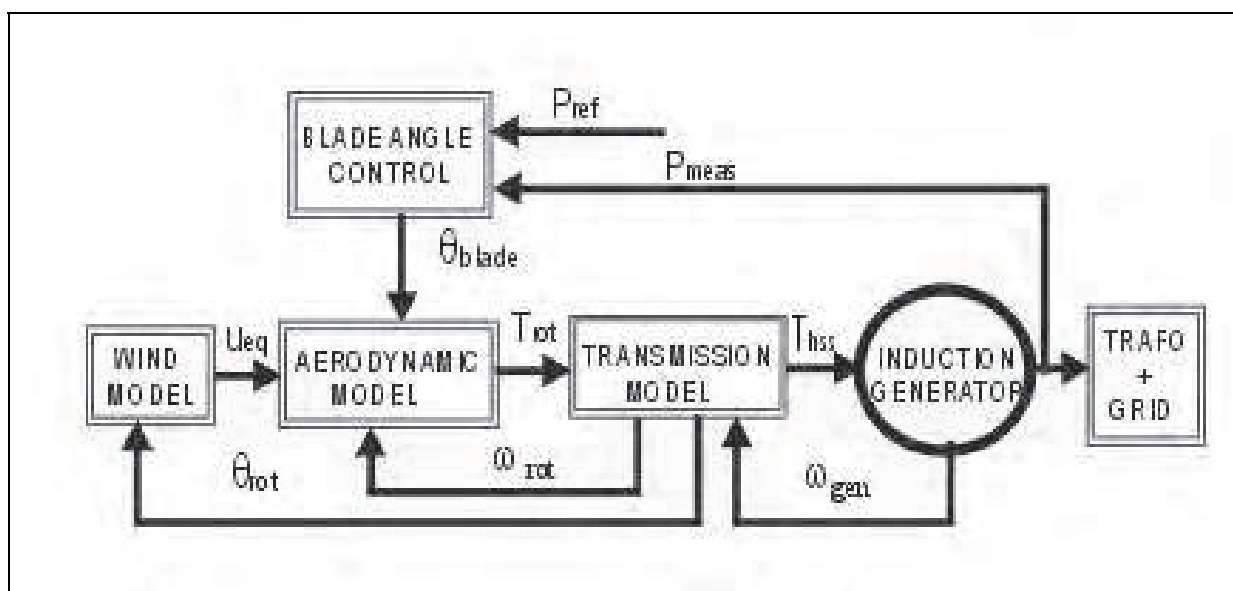 Pref
BLADE ANGLE
CONTROL
Pmeas
θblade
WIND
MODEL
Ueq
AERODYNAMIC
MODEL
Trot
TRANSMISSION
MODEL
Thss
INDUCTION
GENERATOR
TRAFO
+
GRID
θrot
ω rot
ωgen